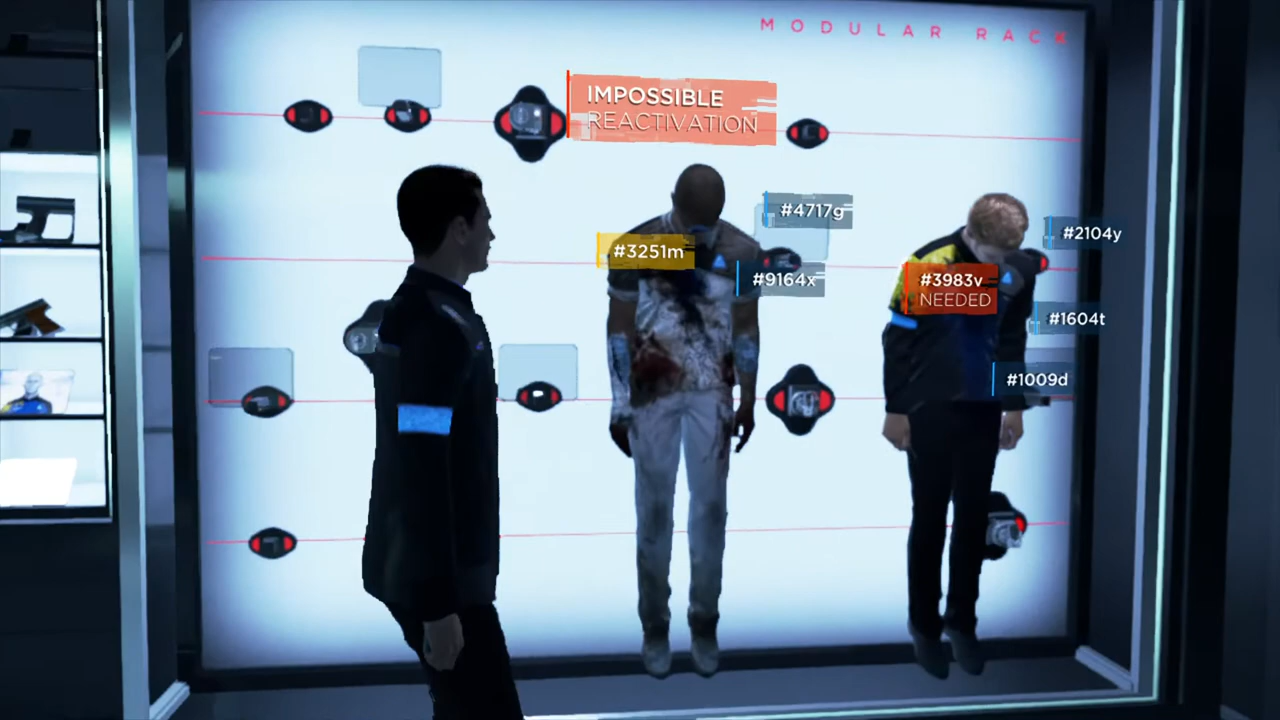 MODULAR RACK
IMPOSSIBLE
REACTIVATION
#4717g
#3251m
#9164x
#2104y
#3983v
NEEDED
#1604t
#1009d